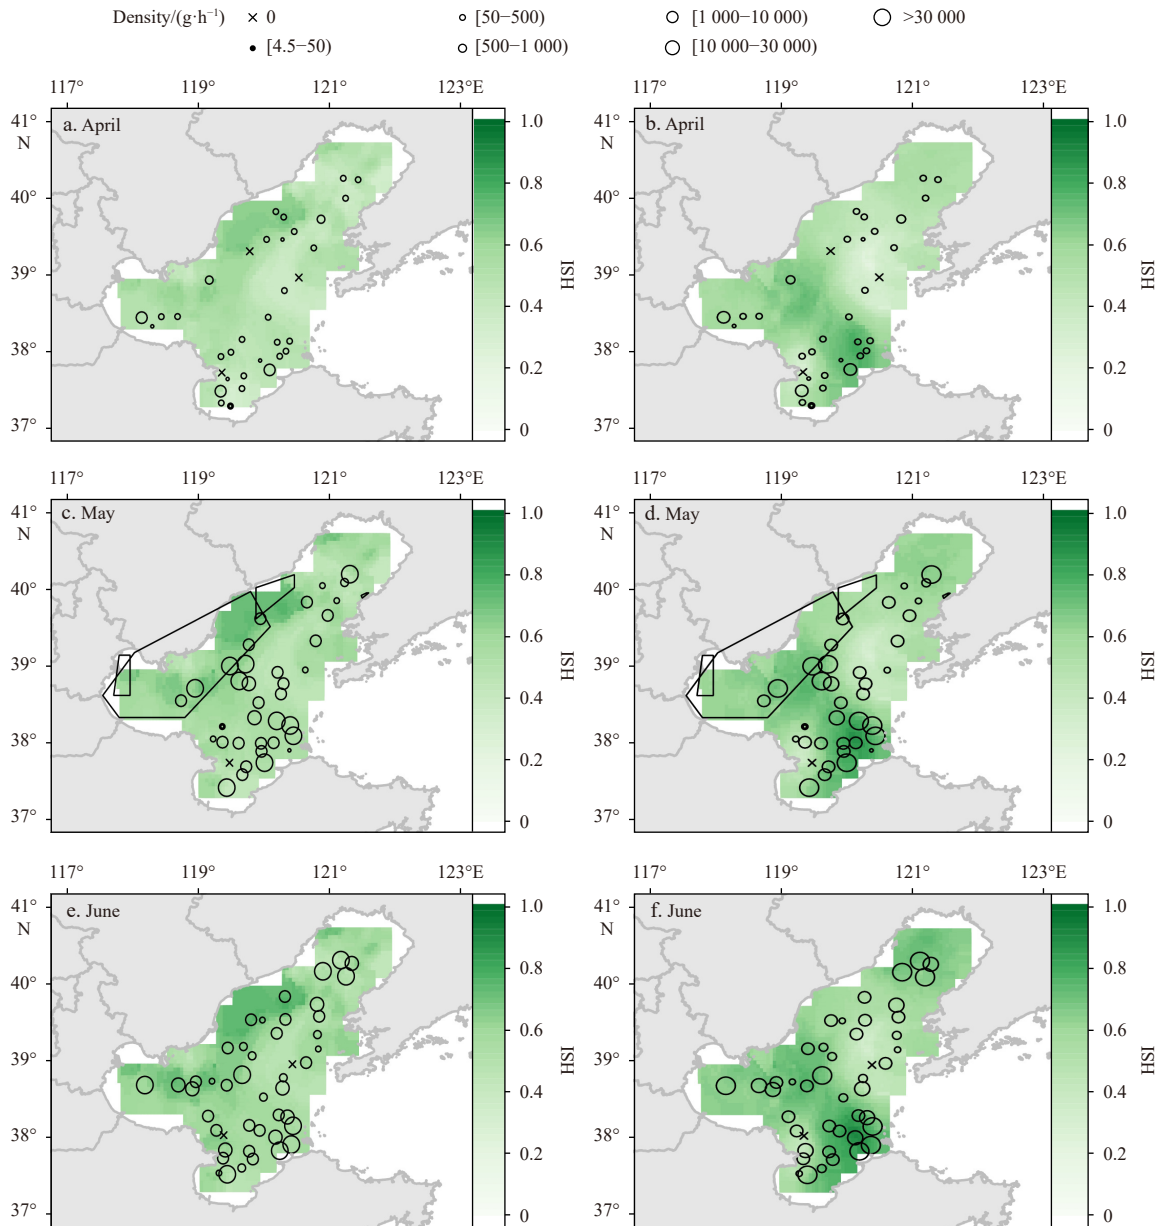 Density/(g·h⁻¹) × 0 [50−500) [1 000−10 000) >30 000
[4.5−50) [500−1 000) [10 000−30 000)
117° 119° 121° 123°E 117° 119° 121° 123°E
41° a. April 1.0 41° b. April 1.0
N N
0.8 0.8
40° 40°
0.6 0.6
39° 39°
HSI HSI
0.4 0.4
38° 38°
0.2 0.2
37° 0 37° 0
117° 119° 121° 123°E 117° 119° 121° 123°E
41° c. May 1.0 41° d. May 1.0
N N
0.8 0.8
40° 40°
0.6 0.6
39° 39°
HSI HSI
0.4 0.4
38° 38°
0.2 0.2
37° 0 37° 0
117° 119° 121° 123°E 117° 119° 121° 123°E
41° e. June 1.0 41° f. June 1.0
N N
0.8 0.8
40° 40°
0.6 0.6
39° 39°
HSI HSI
0.4 0.4
38° 38°
0.2 0.2
37° 0 37° 0